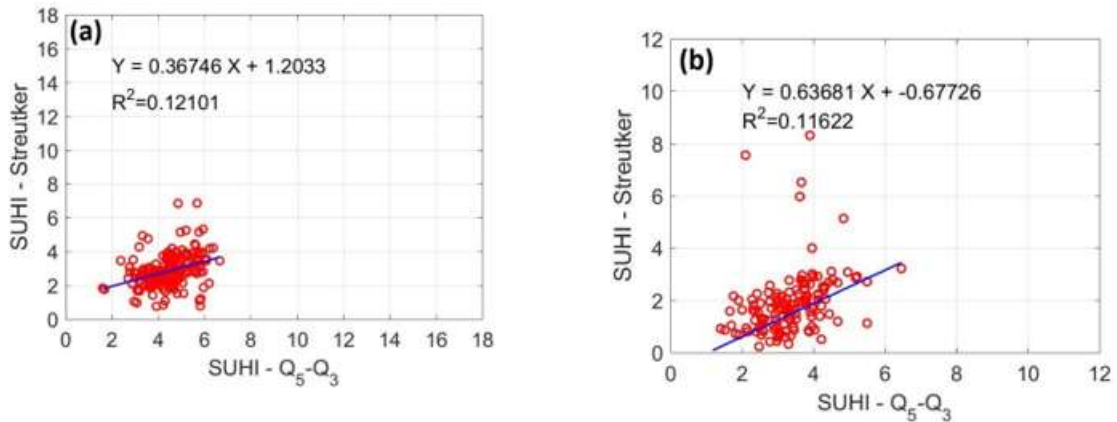 (a)
Y = 0.36746 X + 1.2033
R²=0.12101
SUHI - Streutker
18
16
14
12
10
8
6
4
2
0
0 2 4 6 8 10 12 14 16 18
SUHI - Q₅-Q₃
(b)
Y = 0.63681 X + -0.67726
R²=0.11622
SUHI - Streutker
12
10
8
6
4
2
0
0 2 4 6 8 10 12
SUHI - Q₅-Q₃